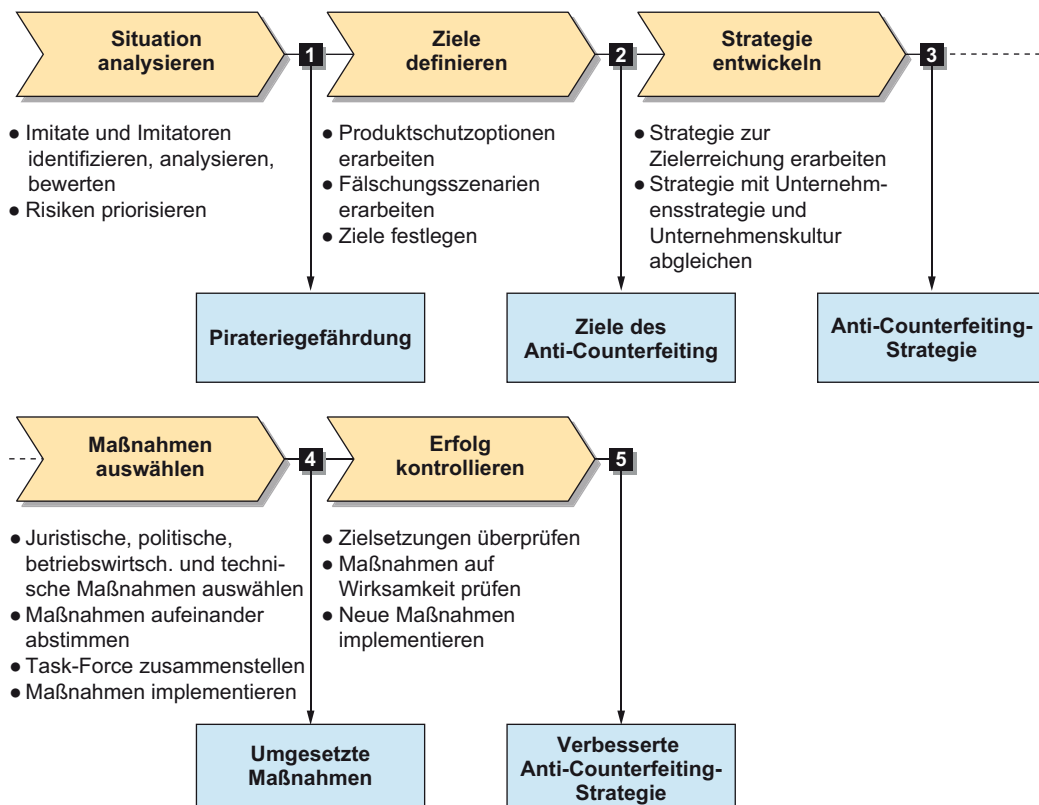 Situation
analysieren
1
Ziele
definieren
2
Strategie
entwickeln
3
● Imitate und Imitatoren
identifizieren, analysieren,
bewerten
● Risiken priorisieren
● Produktschutzoptionen
erarbeiten
● Fälschungsszenarien
erarbeiten
● Ziele festlegen
● Strategie zur
Zielerreichung erarbeiten
● Strategie mit Unternehm-
ensstrategie und
Unternehmenskultur
abgleichen
Pirateriegefährdung
Ziele des
Anti-Counterfeiting
Anti-Counterfeiting-
Strategie
Maßnahmen
auswählen
4
Erfolg
kontrollieren
5
● Juristische, politische,
betriebswirtsch. und techni-
sche Maßnahmen auswählen
● Maßnahmen aufeinander
abstimmen
● Task-Force zusammenstellen
● Maßnahmen implementieren
● Zielsetzungen überprüfen
● Maßnahmen auf
Wirksamkeit prüfen
● Neue Maßnahmen
implementieren
Umgesetzte
Maßnahmen
Verbesserte
Anti-Counterfeiting-
Strategie